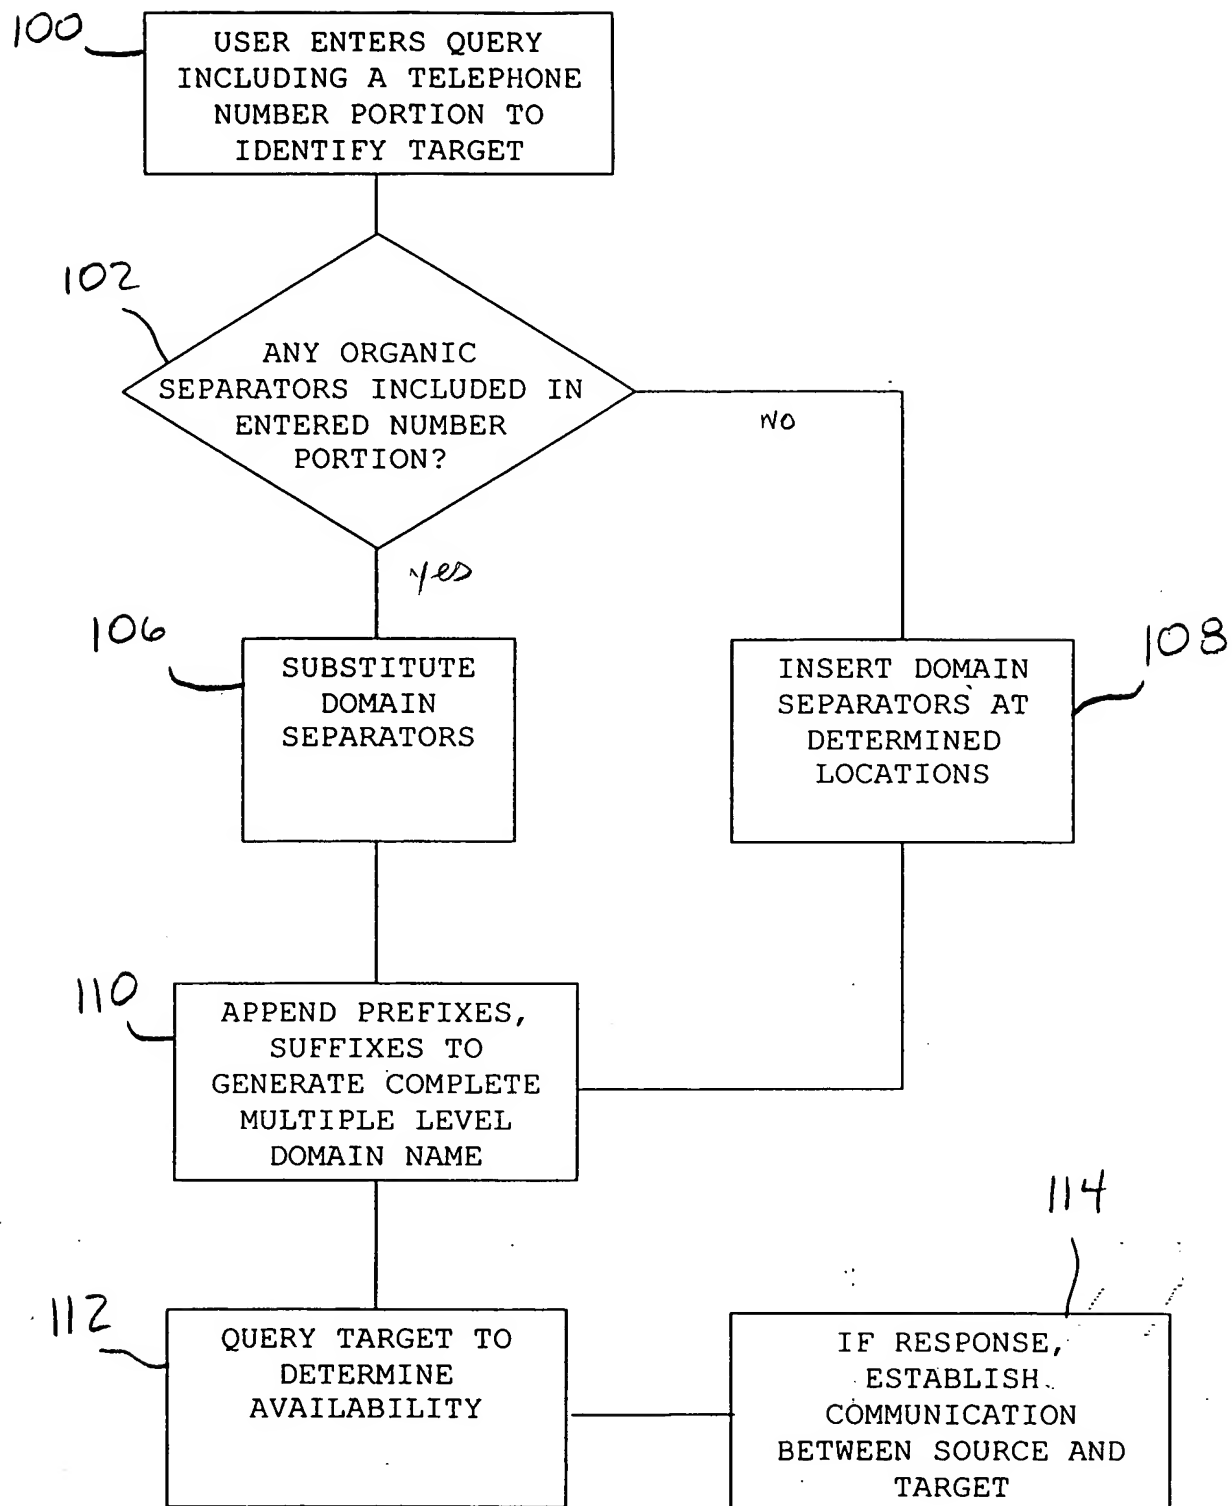 100
USER ENTERS QUERY
INCLUDING A TELEPHONE
NUMBER PORTION TO
IDENTIFY TARGET
102
ANY ORGANIC
SEPARATORS INCLUDED IN
ENTERED NUMBER
PORTION?
NO
yes
106
SUBSTITUTE
DOMAIN
SEPARATORS
108
INSERT DOMAIN
SEPARATORS AT
DETERMINED
LOCATIONS
110
APPEND PREFIXES,
SUFFIXES TO
GENERATE COMPLETE
MULTIPLE LEVEL
DOMAIN NAME
112
QUERY TARGET TO
DETERMINE
AVAILABILITY
114
IF RESPONSE,
ESTABLISH
COMMUNICATION
BETWEEN SOURCE AND
TARGET